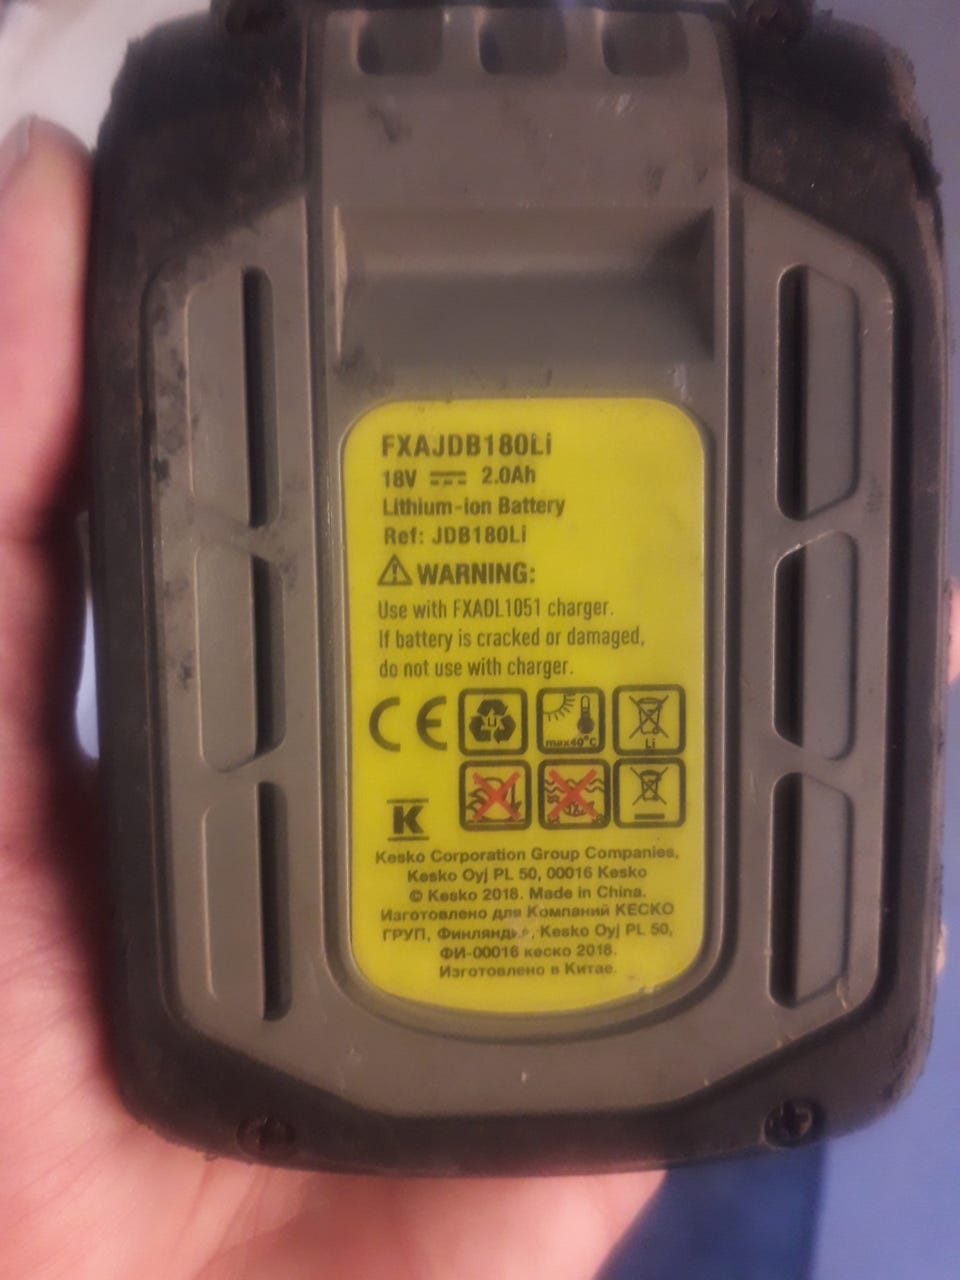 FXAJDB180Li
18V 2.0Ah
Lithium-ion Battery
Ref: JDB180Li
WARNING:
Use with FXADL1051 charger.
If battery is cracked or damaged,
do not use with charger.
CE Li max40°C Li
K
Kesko Corporation Group Companies,
Kesko Oyj PL 50, 00016 Kesko
© Kesko 2018. Made in China.
Изготовлено для Компаний КЕСКО
ГРУП, Финляндия, Kesko Oyj PL 50,
ФИ-00016 кеско 2018.
Изготовлено в Китае.